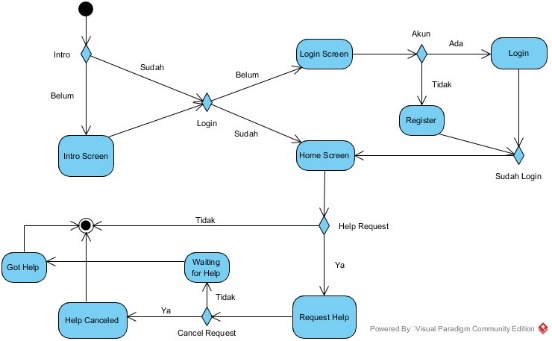 Intro
Sudah
Belum
Intro Screen
Login
Belum
Sudah
Login Screen
Akun
Ada
Login
Tidak
Register
Sudah Login
Home Screen
Tidak
Help Request
Ya
Got Help
Waiting
for Help
Tidak
Help Canceled
Ya
Cancel Request
Request Help
Powered By Visual Paradigm Community Edition